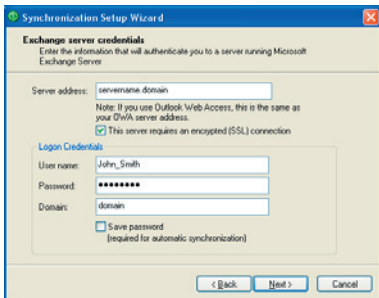 Synchronization Setup Wizard
Exchange server credentials
Enter the information that will authenticate you to a server running Microsoft
Exchange Server
Server address: servername.domain
Note: If you use Outlook Web Access, this is the same as
your OWA server address.
This server requires an encrypted (SSL) connection
Logon Credentials
User name: John_Smith
Password: ••••••••
Domain: domain
Save password
(required for automatic synchronization)
< Back Next > Cancel